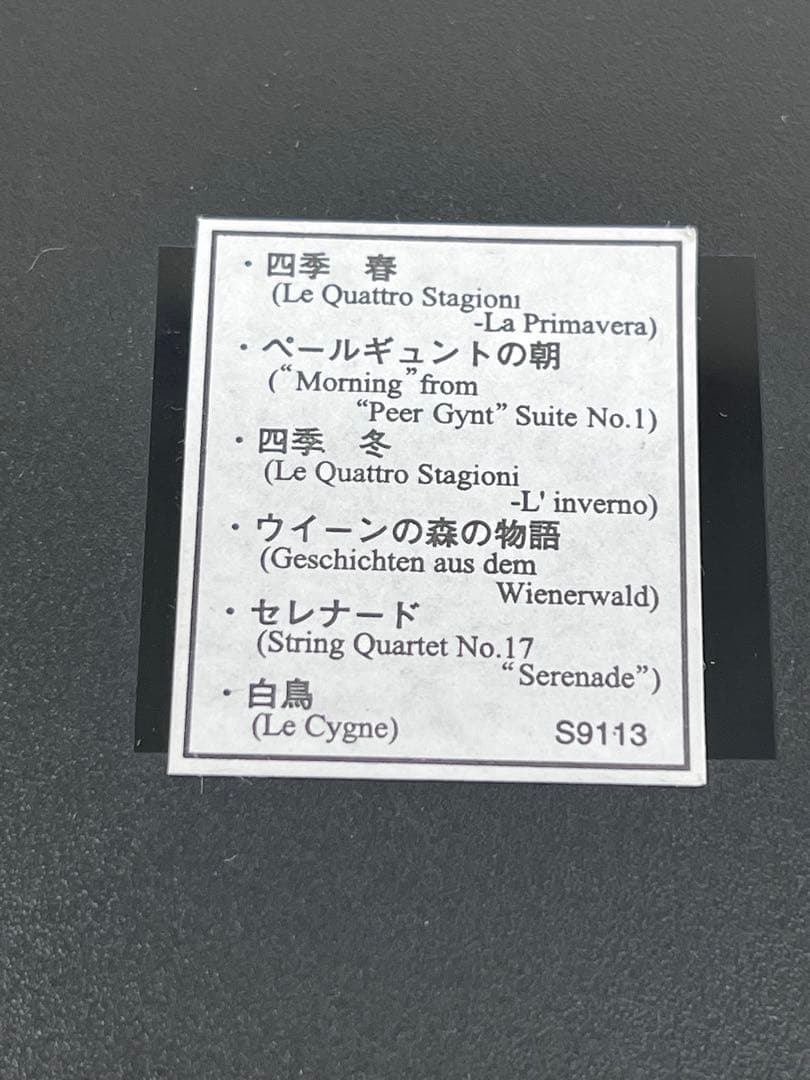 ・四季　春
(Le Quattro Stagioni
-La Primavera)
・ペールギュントの朝
(“Morning” from
“Peer Gynt” Suite No.1)
・四季　冬
(Le Quattro Stagioni
-L' inverno)
・ウイーンの森の物語
(Geschichten aus dem
Wienerwald)
・セレナード
(String Quartet No.17
“Serenade”)
・白鳥
(Le Cygne)
S9113